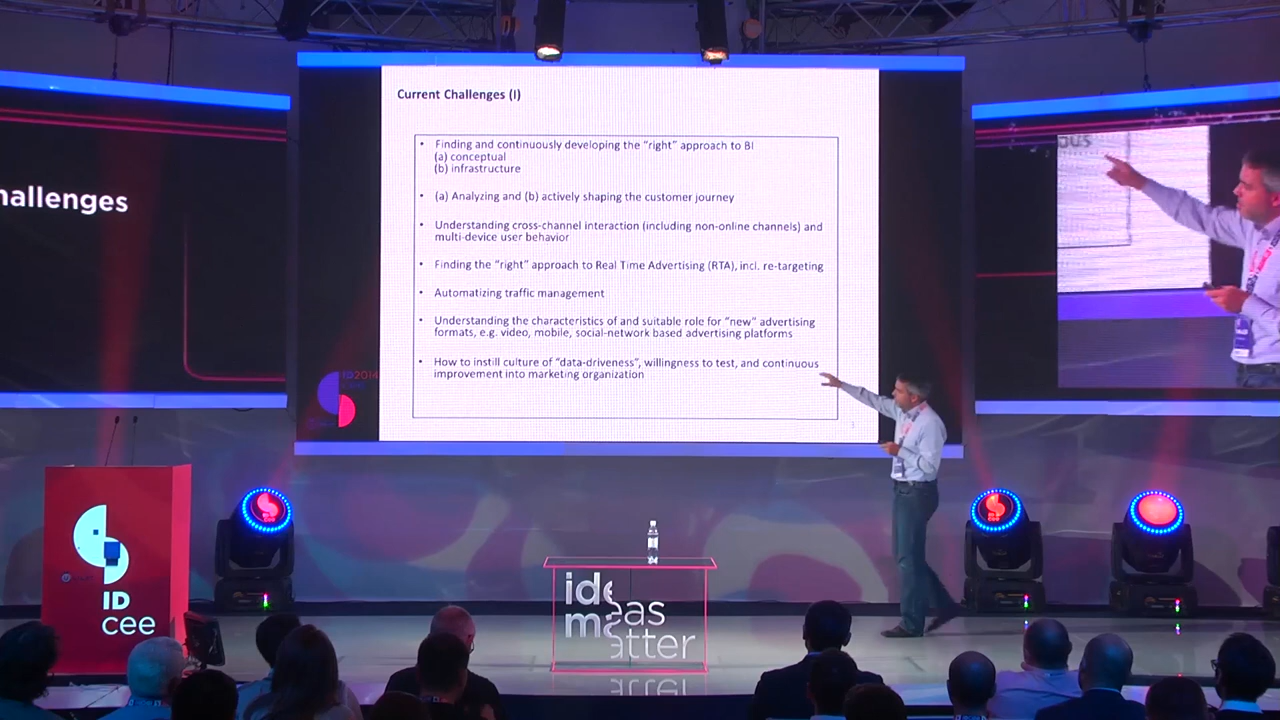 hallenges
Current Challenges (I)
• Finding and continuously developing the "right" approach to BI
(a) conceptual
(b) infrastructure
• (a) Analyzing and (b) actively shaping the customer journey
• Understanding cross-channel interaction (including non-online channels) and
multi-device user behavior
• Finding the "right" approach to Real Time Advertising (RTA), incl. re-targeting
• Automatizing traffic management
• Understanding the characteristics of and suitable role for "new" advertising
formats, e.g. video, mobile, social-network based advertising platforms
• How to instill culture of "data-driveness", willingness to test, and continuous
improvement into marketing organization
ID2014
ous
ID
cee
ideas
matter